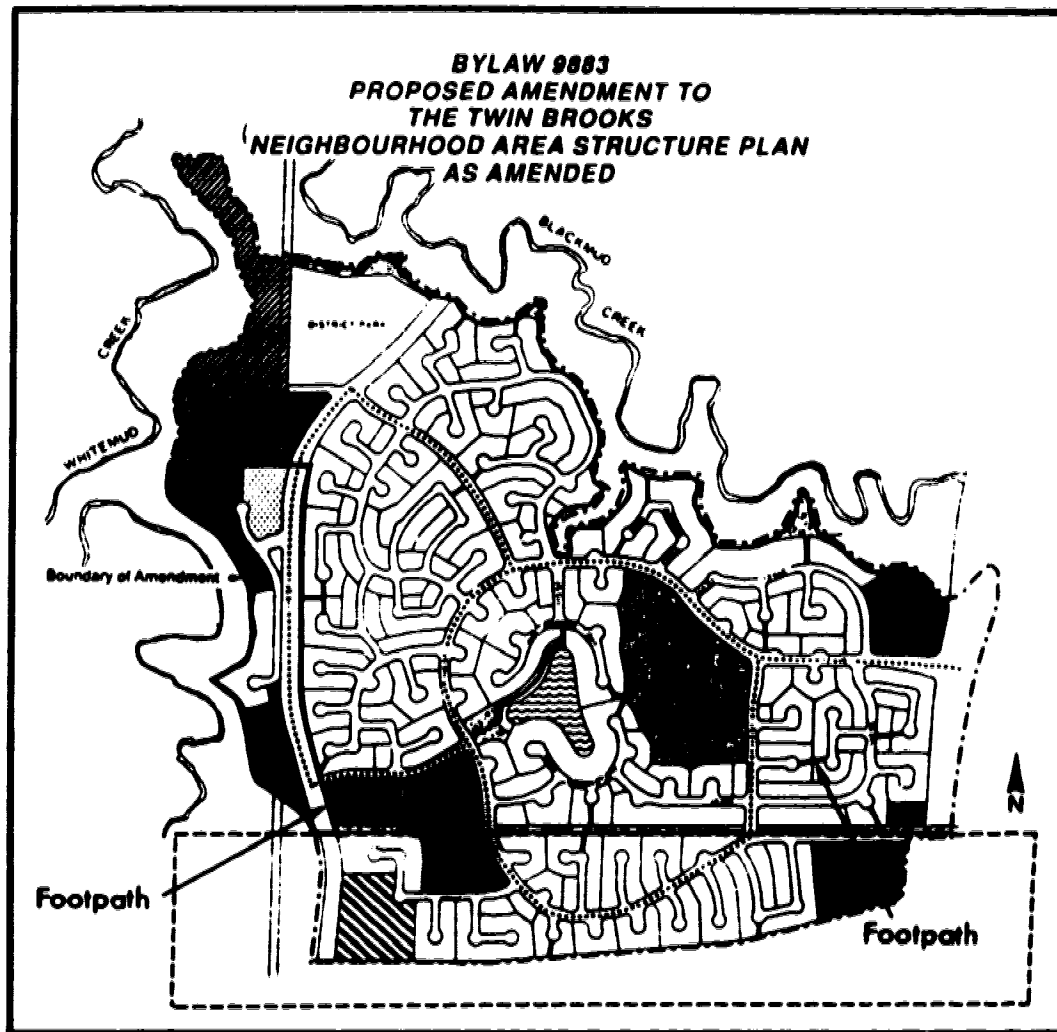 BYLAW 9883
PROPOSED AMENDMENT TO
THE TWIN BROOKS
NEIGHBOURHOOD AREA STRUCTURE PLAN
AS AMENDED
BLACKMUD
CREEK
DISTRICT PARK
CREEK
WHITEMUD
Boundary of Amendment
N
Footpath
Footpath